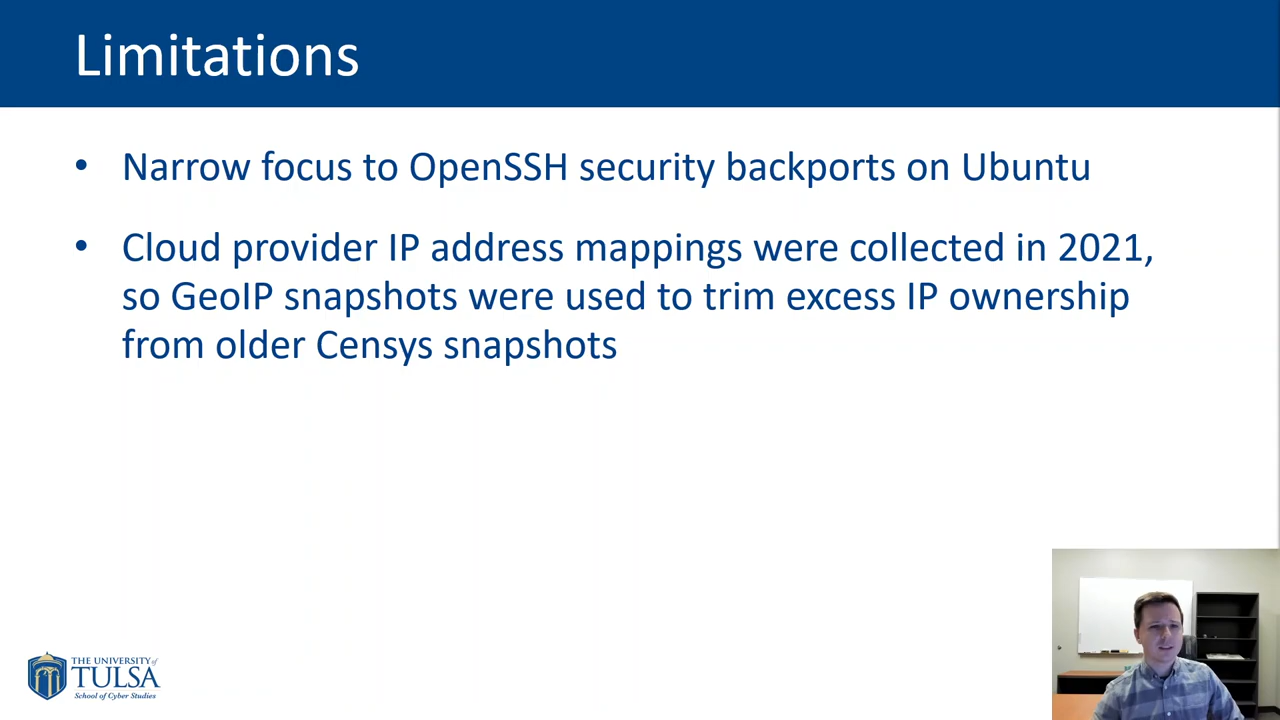 Limitations
• Narrow focus to OpenSSH security backports on Ubuntu
• Cloud provider IP address mappings were collected in 2021,
so GeoIP snapshots were used to trim excess IP ownership
from older Censys snapshots
THE UNIVERSITY of
TULSA
School of Cyber Studies